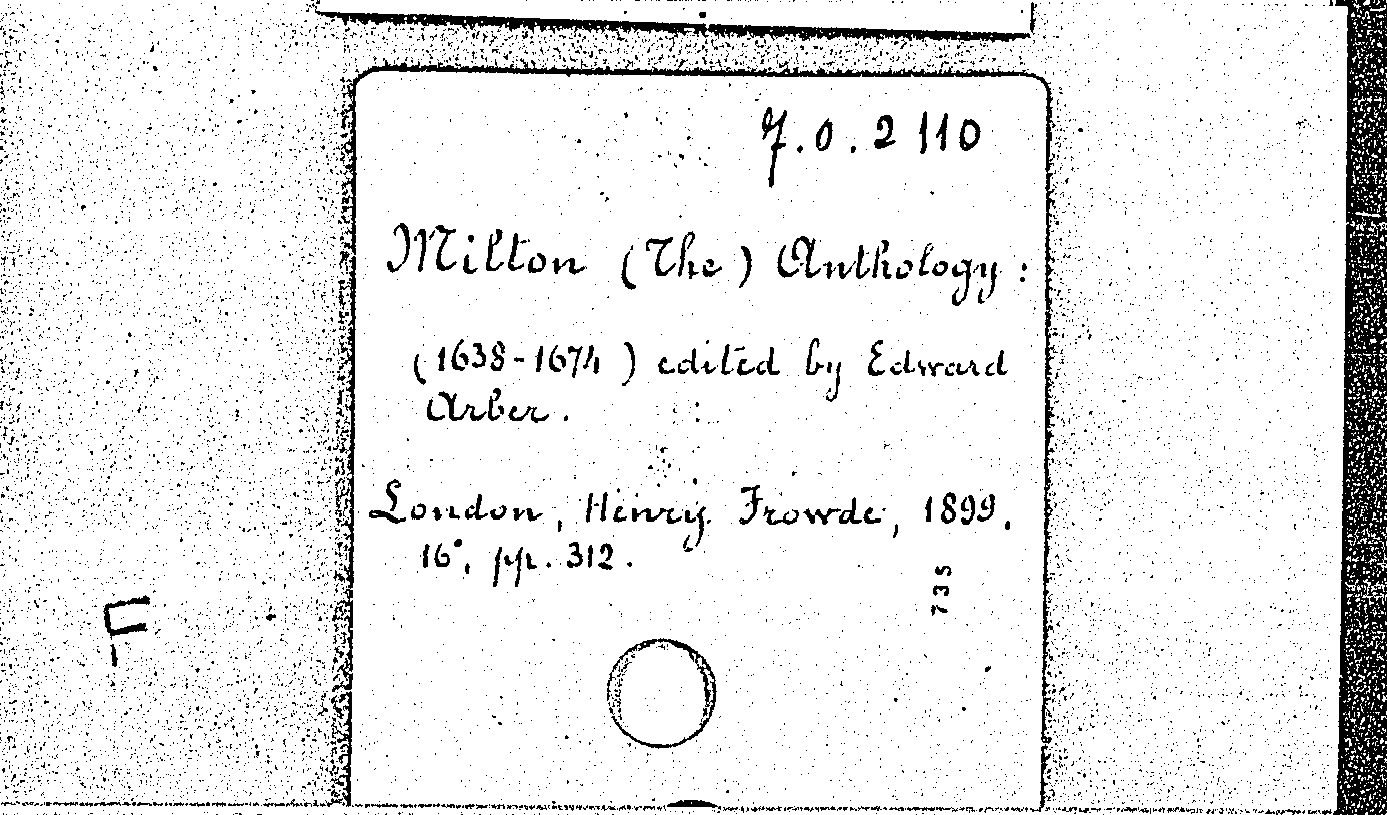 7.0.2110
Milton (The) Anthology:
(1638-1674) edited by Edward
Arber.
London, Henry Frowde, 1899.
16°, pp. 312.
735
F